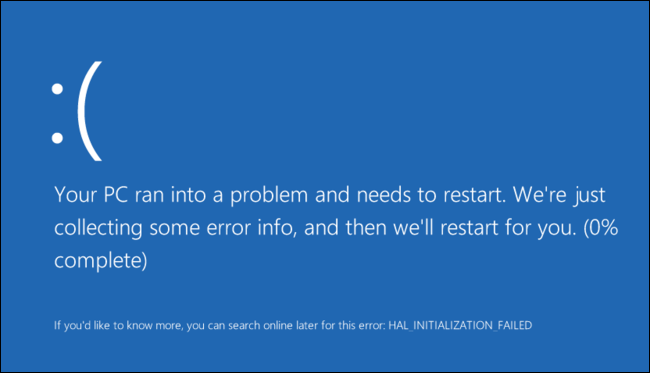 :(
Your PC ran into a problem and needs to restart. We're just
collecting some error info, and then we'll restart for you. (0%
complete)
If you'd like to know more, you can search online later for this error: HAL_INITIALIZATION_FAILED